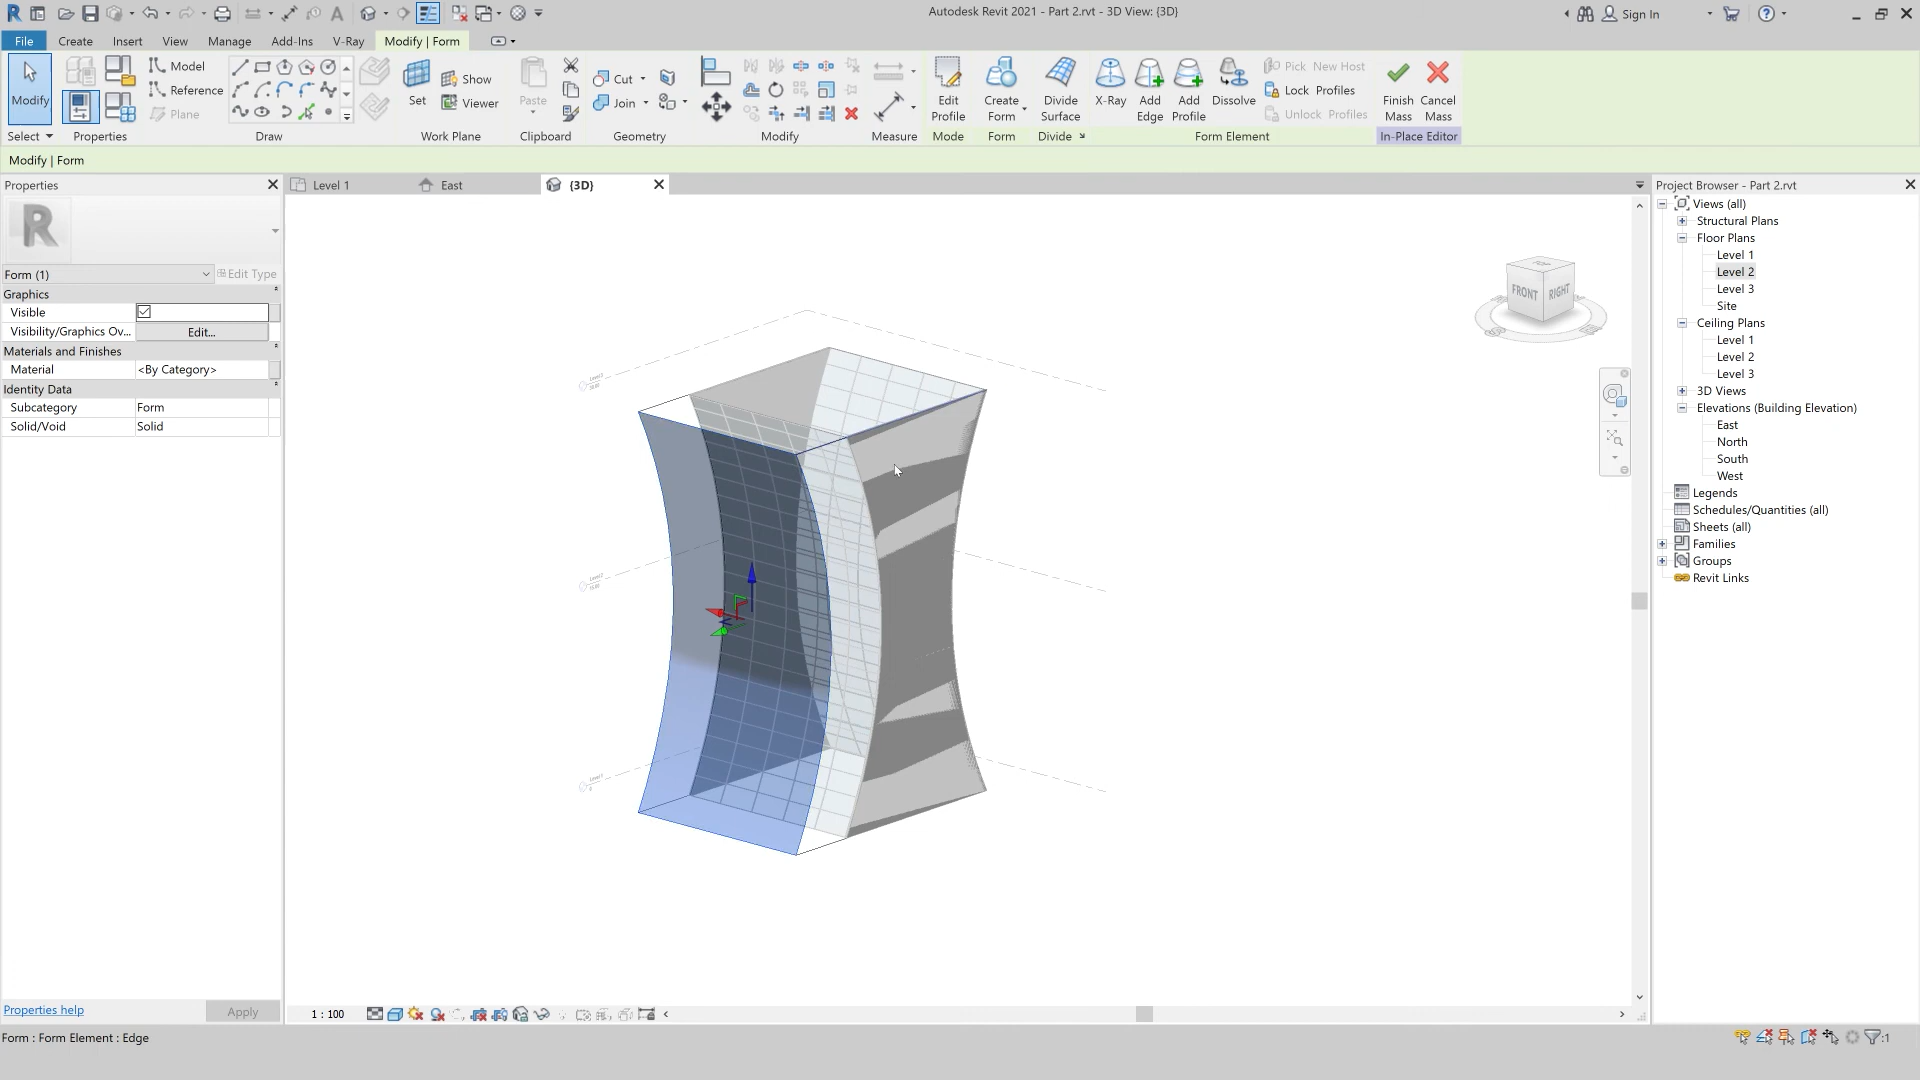 Autodesk Revit 2021 - Part 2.rvt - 3D View: {3D}
Sign In
File
Create
Insert
View
Manage
Add-Ins
V-Ray
Modify | Form
Modify
Model
Reference
Plane
Set
Show
Viewer
Paste
Cut
Join
Edit Profile
Create Form
Divide Surface
X-Ray
Add Edge
Add Profile
Dissolve
Pick New Host
Lock Profiles
Unlock Profiles
Finish Mass
Cancel Mass
Select
Properties
Draw
Work Plane
Clipboard
Geometry
Modify
Measure
Mode
Form
Divide
Form Element
In-Place Editor
Modify | Form
Properties
Level 1
East
{3D}
Project Browser - Part 2.rvt
R
Form (1)
Edit Type
Graphics
Visible
Visibility/Graphics Ov...
Edit...
Materials and Finishes
Material
<By Category>
Identity Data
Subcategory
Form
Solid/Void
Solid
Properties help
Apply
TOP
FRONT
RIGHT
Views (all)
Structural Plans
Floor Plans
Level 1
Level 2
Level 3
Site
Ceiling Plans
Level 1
Level 2
Level 3
3D Views
Elevations (Building Elevation)
East
North
South
West
Legends
Schedules/Quantities (all)
Sheets (all)
Families
Groups
Revit Links
1 : 100
Form : Form Element : Edge
:1